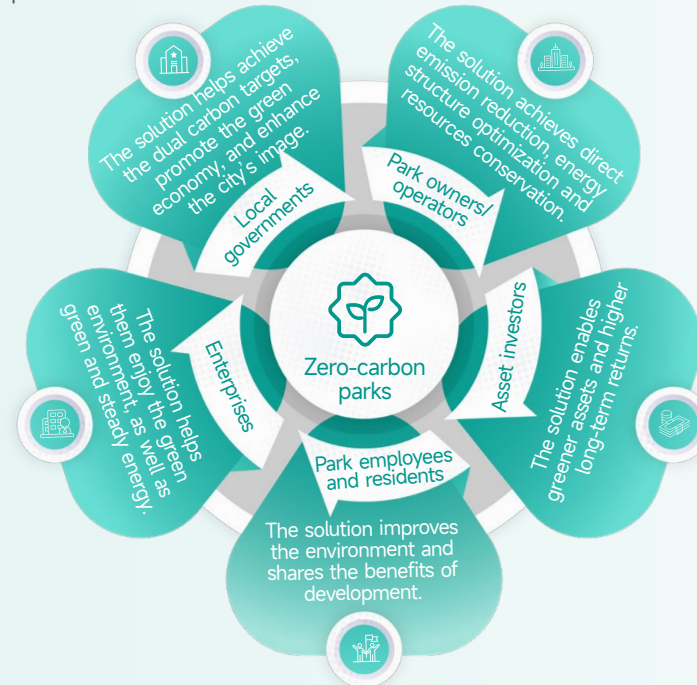 The solution helps achieve
the dual carbon targets,
promote the green
economy, and enhance
the city's image.
Local
governments
The solution achieves direct
emission reduction, energy
structure optimization and
resources conservation.
Park owners/
operators
The solution enables
greener assets and higher
long-term returns.
Asset investors
The solution improves
the environment and
shares the benefits of
development.
Park employees
and residents
The solution helps
them enjoy the green
environment, as well as
green and steady energy.
Enterprises
Zero-carbon
parks